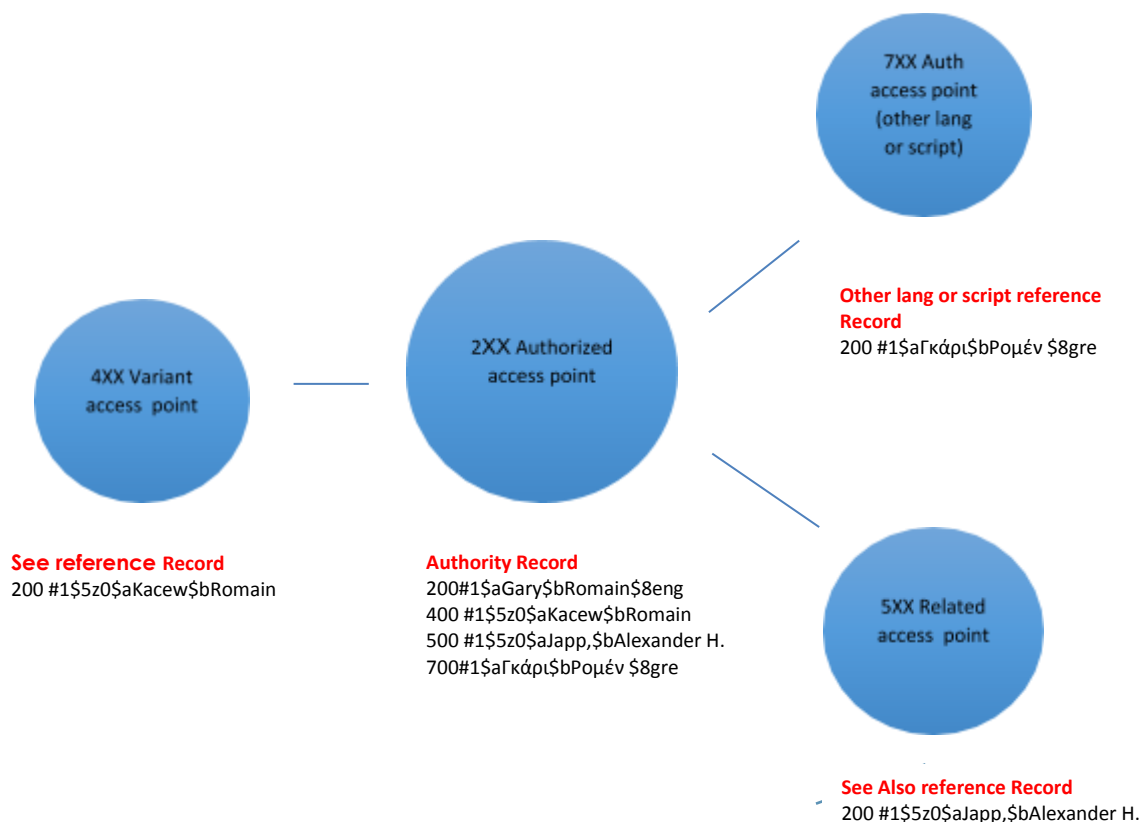 7XX Auth
access point
(other lang
or script)
Other lang or script reference
Record
200 #1$aΓκάρι$bΡομέν $8gre
2XX Authorized
access point
4XX Variant
access point
See reference Record
200 #1$5z0$aKacew$bRomain
Authority Record
200#1$aGary$bRomain$8eng
400 #1$5z0$aKacew$bRomain
500 #1$5z0$aJapp,$bAlexander H.
700#1$aΓκάρι$bΡομέν $8gre
5XX Related
access point
See Also reference Record
200 #1$5z0$aJapp,$bAlexander H.